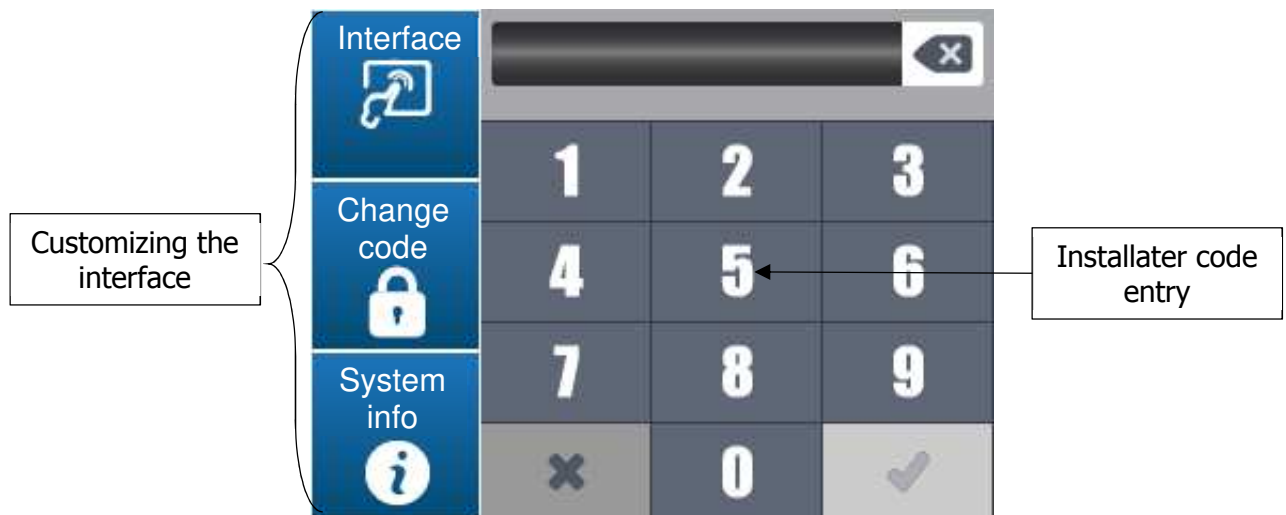 Customizing the
interface
Interface
Change
code
System
info
1 2 3
4 5 6
7 8 9
0
Installater code
entry